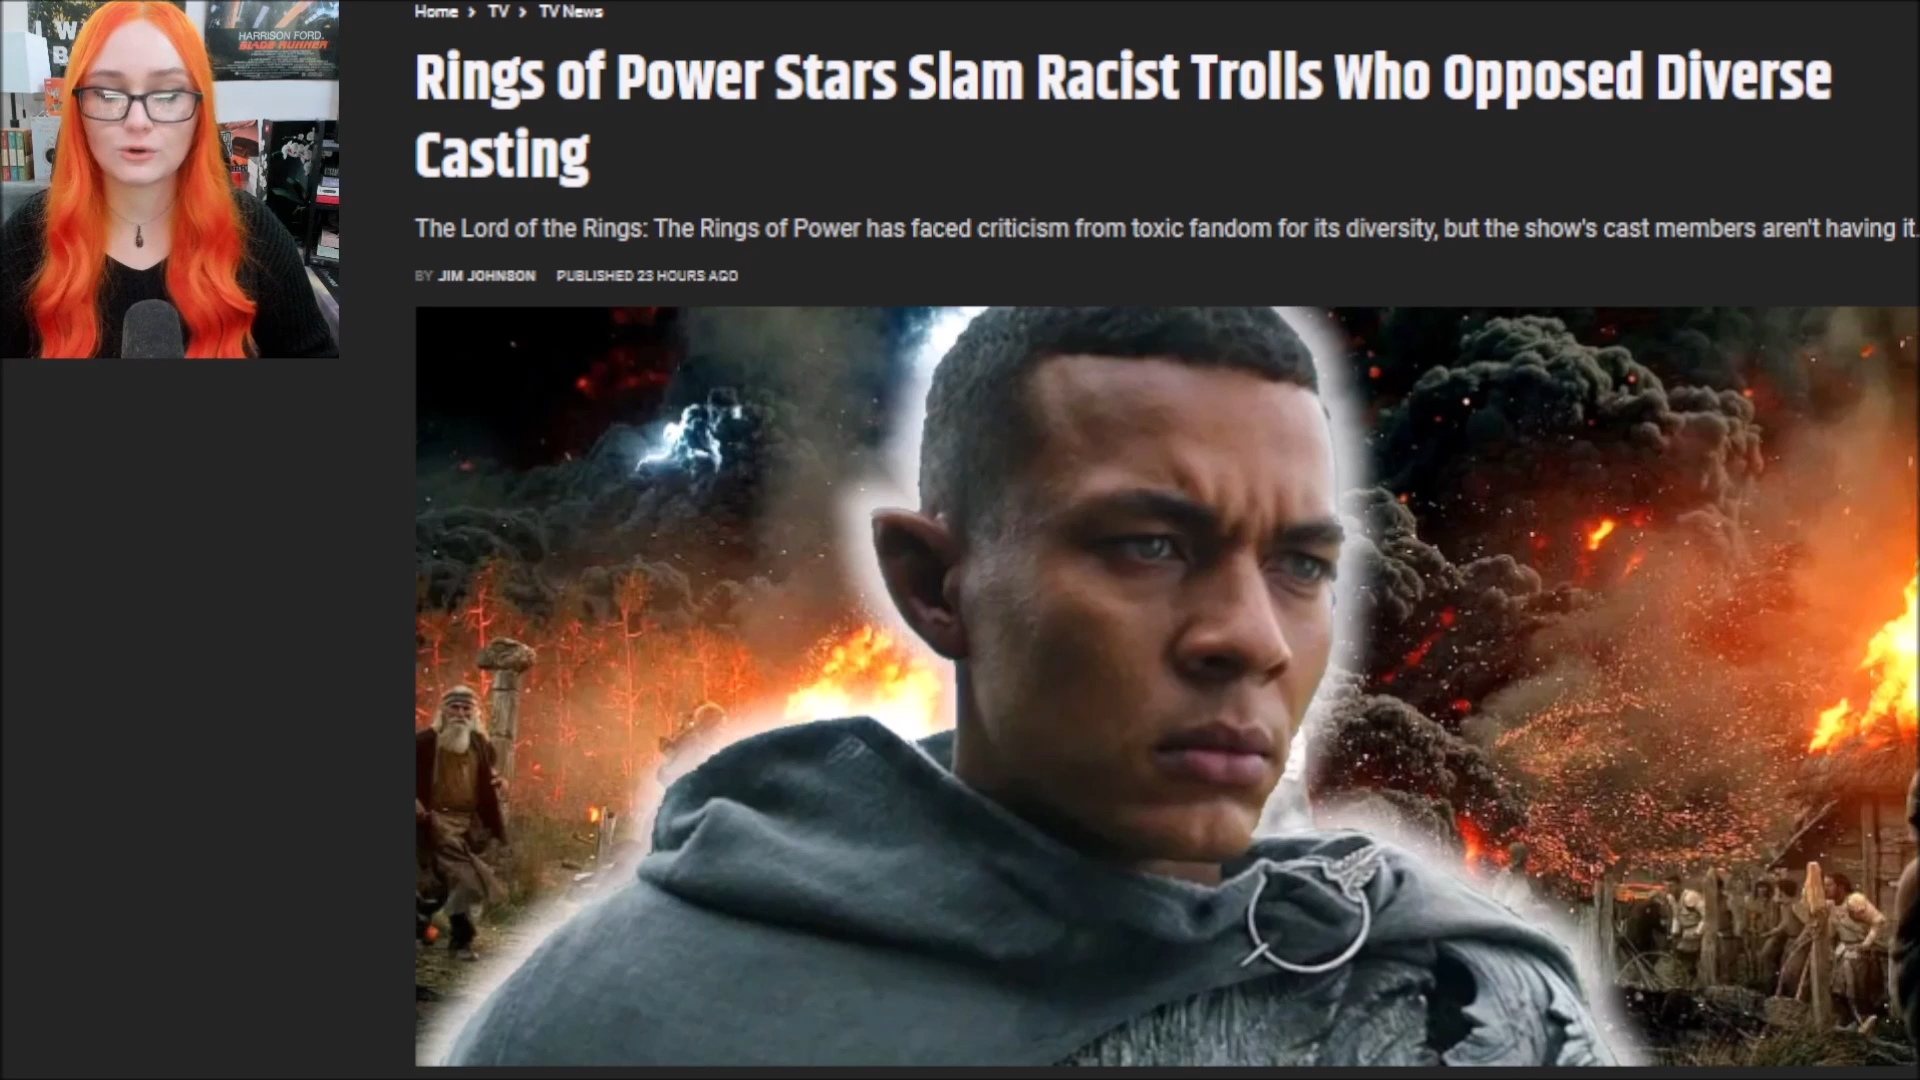 HARRISON FORD.
BLADE RUNNER
Home > TV > TV News
Rings of Power Stars Slam Racist Trolls Who Opposed Diverse
Casting
The Lord of the Rings: The Rings of Power has faced criticism from toxic fandom for its diversity, but the show's cast members aren't having it.
BY JIM JOHNSON PUBLISHED 23 HOURS AGO